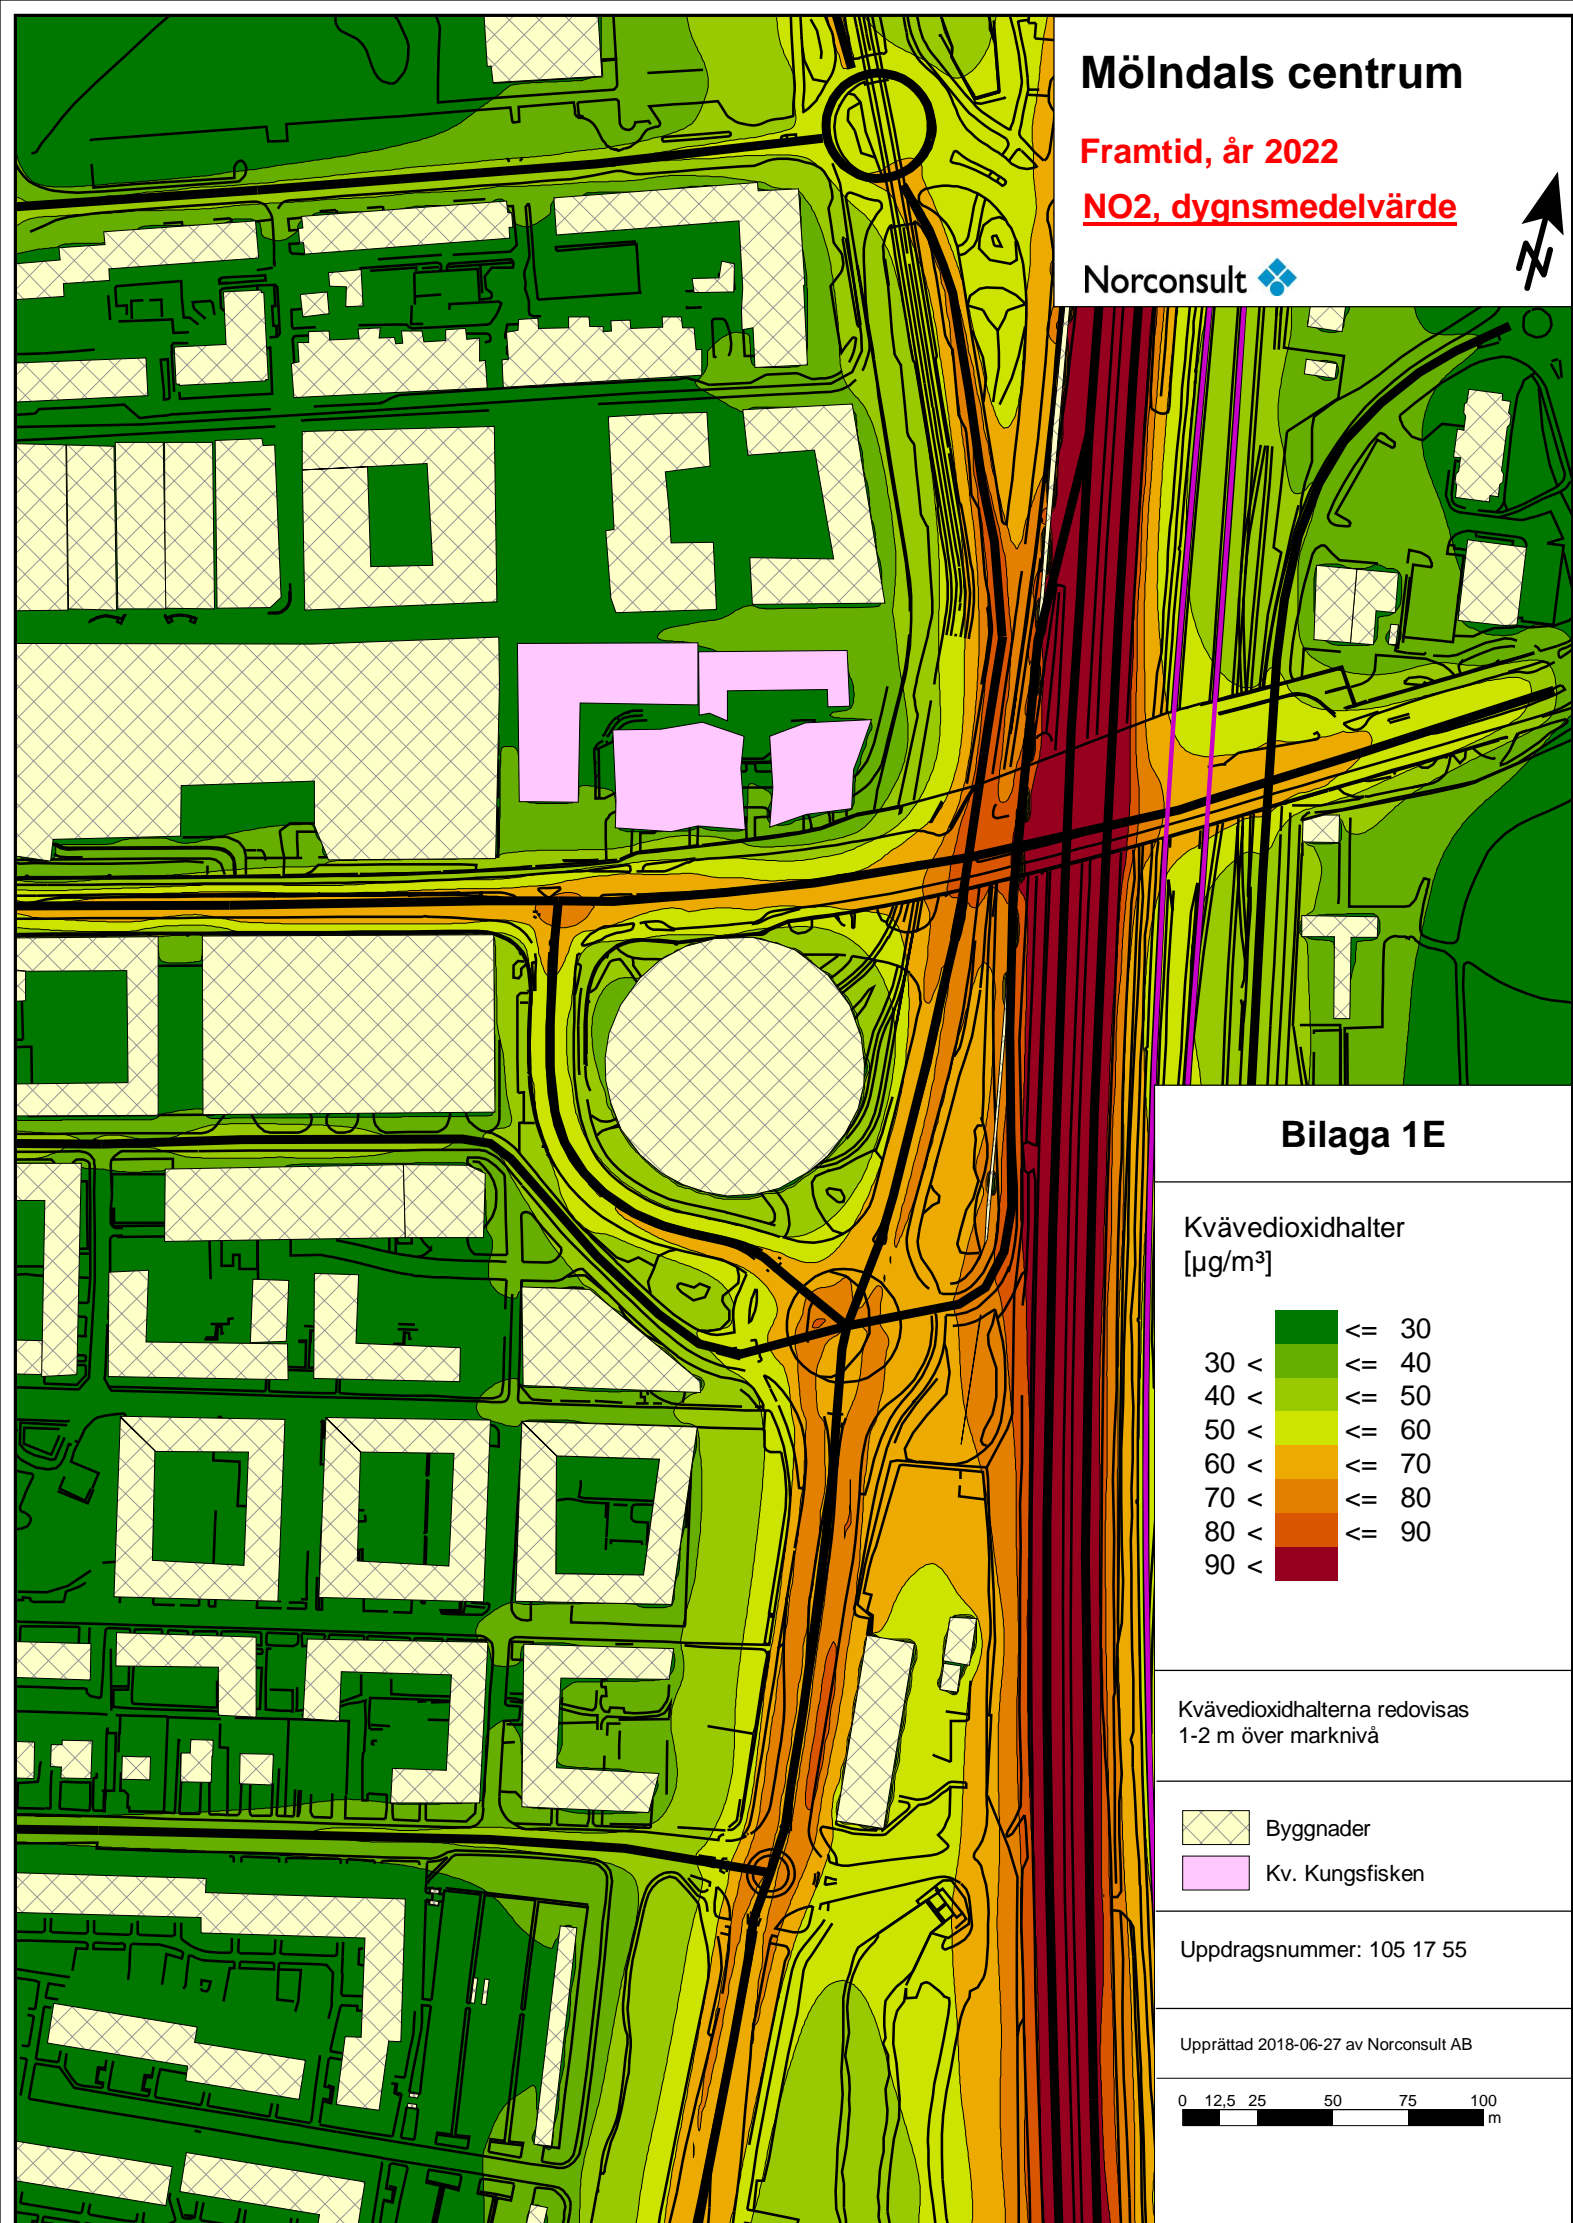 Mölndals centrum
Framtid, år 2022
NO2, dygnsmedelvärde
Norconsult
N
Bilaga 1E
Kvävedioxidhalter
[µg/m³]
<= 30
30 < <= 40
40 < <= 50
50 < <= 60
60 < <= 70
70 < <= 80
80 < <= 90
90 <
Kvävedioxidhalterna redovisas
1-2 m över marknivå
Byggnader
Kv. Kungsfisken
Uppdragsnummer: 105 17 55
Upprättad 2018-06-27 av Norconsult AB
0 12,5 25 50 75 100
m